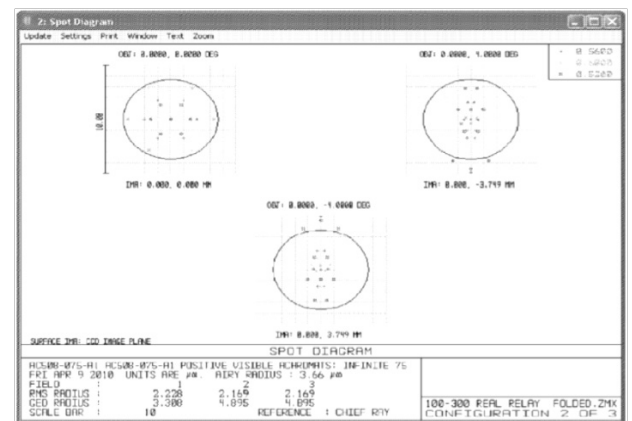 2: Spot Diagram
Update Settings Print Window Text Zoom
OBJ: 0.0000, 0.0000 DEG
OBJ: 0.0000, 1.0000 DEG
10.00
IMA: 0.000, 0.000 MM
IMA: 0.000, -3.749 MM
OBJ: 0.0000, -1.0000 DEG
IMA: 0.000, 3.749 MM
SURFACE IMA: CCD IMAGE PLANE
SPOT DIAGRAM
AC508-075-A1 AC508-075-A1 POSITIVE VISIBLE ACHROMATS: INFINITE 75
FRI APR 9 2010 UNITS ARE µm. AIRY RADIUS : 3.66 µm
FIELD : 1 2 3
RMS RADIUS : 2.228 2.169 2.169
GEO RADIUS : 3.308 4.895 4.895
SCALE BAR : 10 REFERENCE : CHIEF RAY
100-300 REAL RELAY FOLDED.ZMX
CONFIGURATION 2 OF 3